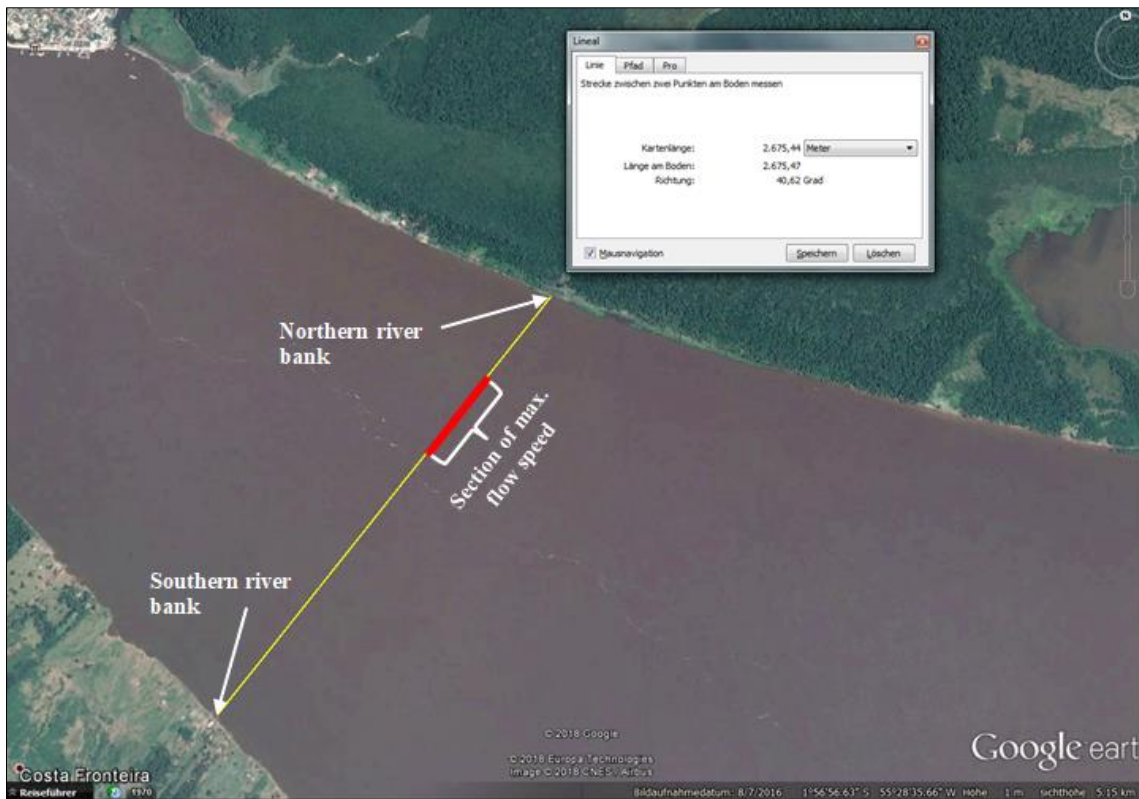 N
Lineal
Linie Pfad Pro
Strecke zwischen zwei Punkten am Boden messen
Kartenlänge: 2.675,44 Meter
Länge am Boden: 2.675,47
Richtung: 40,62 Grad
Mausnavigation Speichern Löschen
Northern river
bank
Section of max.
flow speed
Southern river
bank
© 2018 Google
© 2018 Europa Technologies
Image © 2018 CNES / Airbus
Google eart
Costa Fronteira
Reiseführer 1970
Bildaufnahmedatum: 8/7/2016 1°56'56.63" S 55°28'35.66" W Höhe 1 m sichthöhe 5.15 km